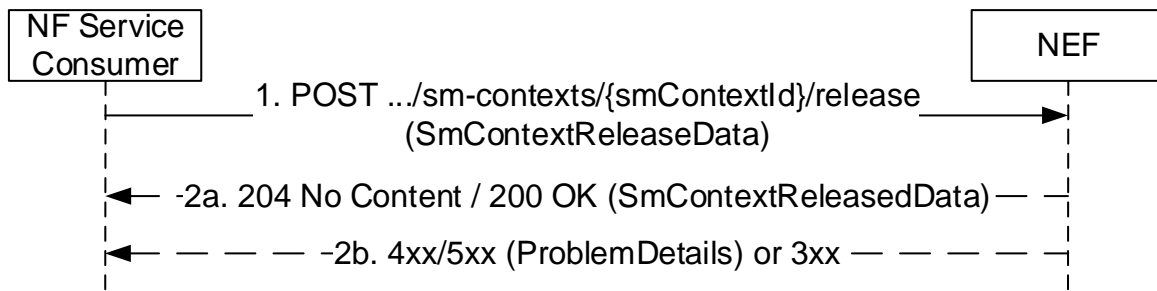 NF Service
Consumer
NEF
1. POST .../sm-contexts/{smContextId}/release
(SmContextReleaseData)
2a. 204 No Content / 200 OK (SmContextReleasedData)
2b. 4xx/5xx (ProblemDetails) or 3xx